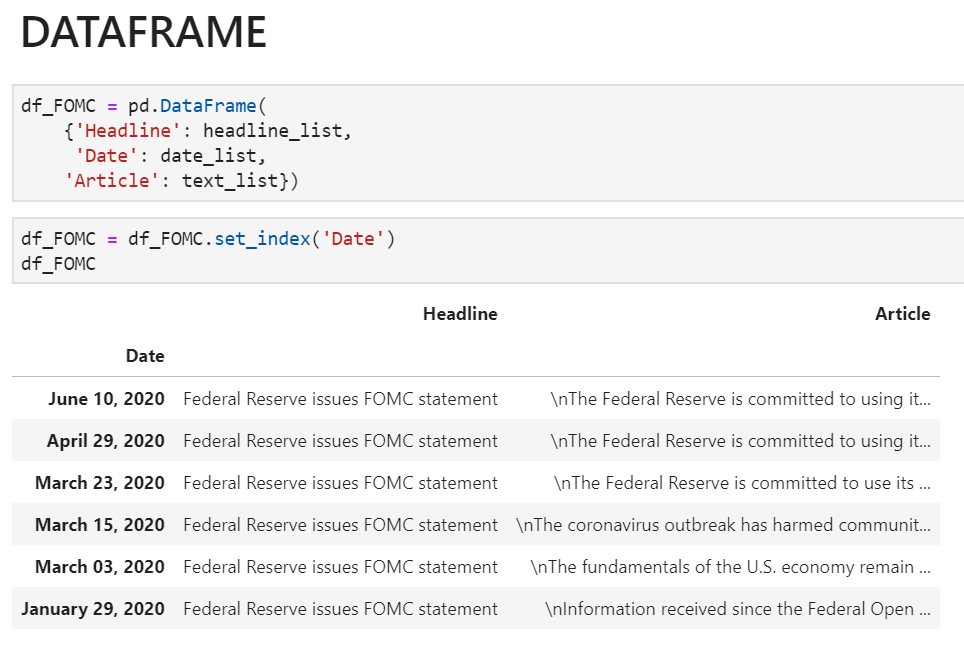 DATAFRAME
df_FOMC = pd.DataFrame(
{'Headline': headline_list,
'Date': date_list,
'Article': text_list})
df_FOMC = df_FOMC.set_index('Date')
df_FOMC
Headline Article
Date
June 10, 2020 Federal Reserve issues FOMC statement \nThe Federal Reserve is committed to using it...
April 29, 2020 Federal Reserve issues FOMC statement \nThe Federal Reserve is committed to using it...
March 23, 2020 Federal Reserve issues FOMC statement \nThe Federal Reserve is committed to use its ...
March 15, 2020 Federal Reserve issues FOMC statement \nThe coronavirus outbreak has harmed communit...
March 03, 2020 Federal Reserve issues FOMC statement \nThe fundamentals of the U.S. economy remain ...
January 29, 2020 Federal Reserve issues FOMC statement \nInformation received since the Federal Open ...